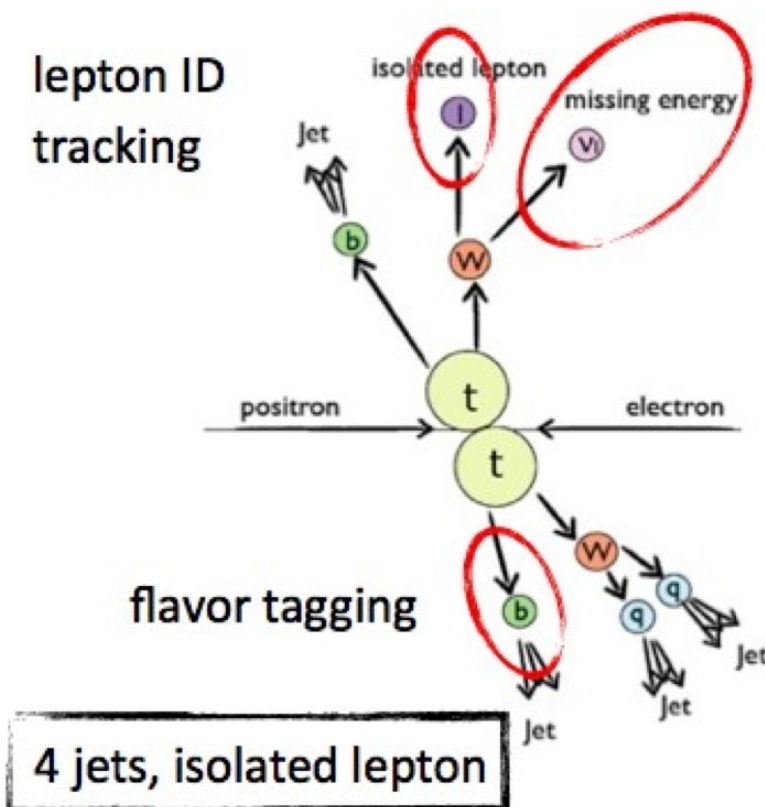 lepton ID
tracking
isolated lepton
missing energy
l
νl
Jet
b
W
t
positron
electron
t
W
b
q
q
flavor tagging
Jet
Jet
Jet
4 jets, isolated lepton